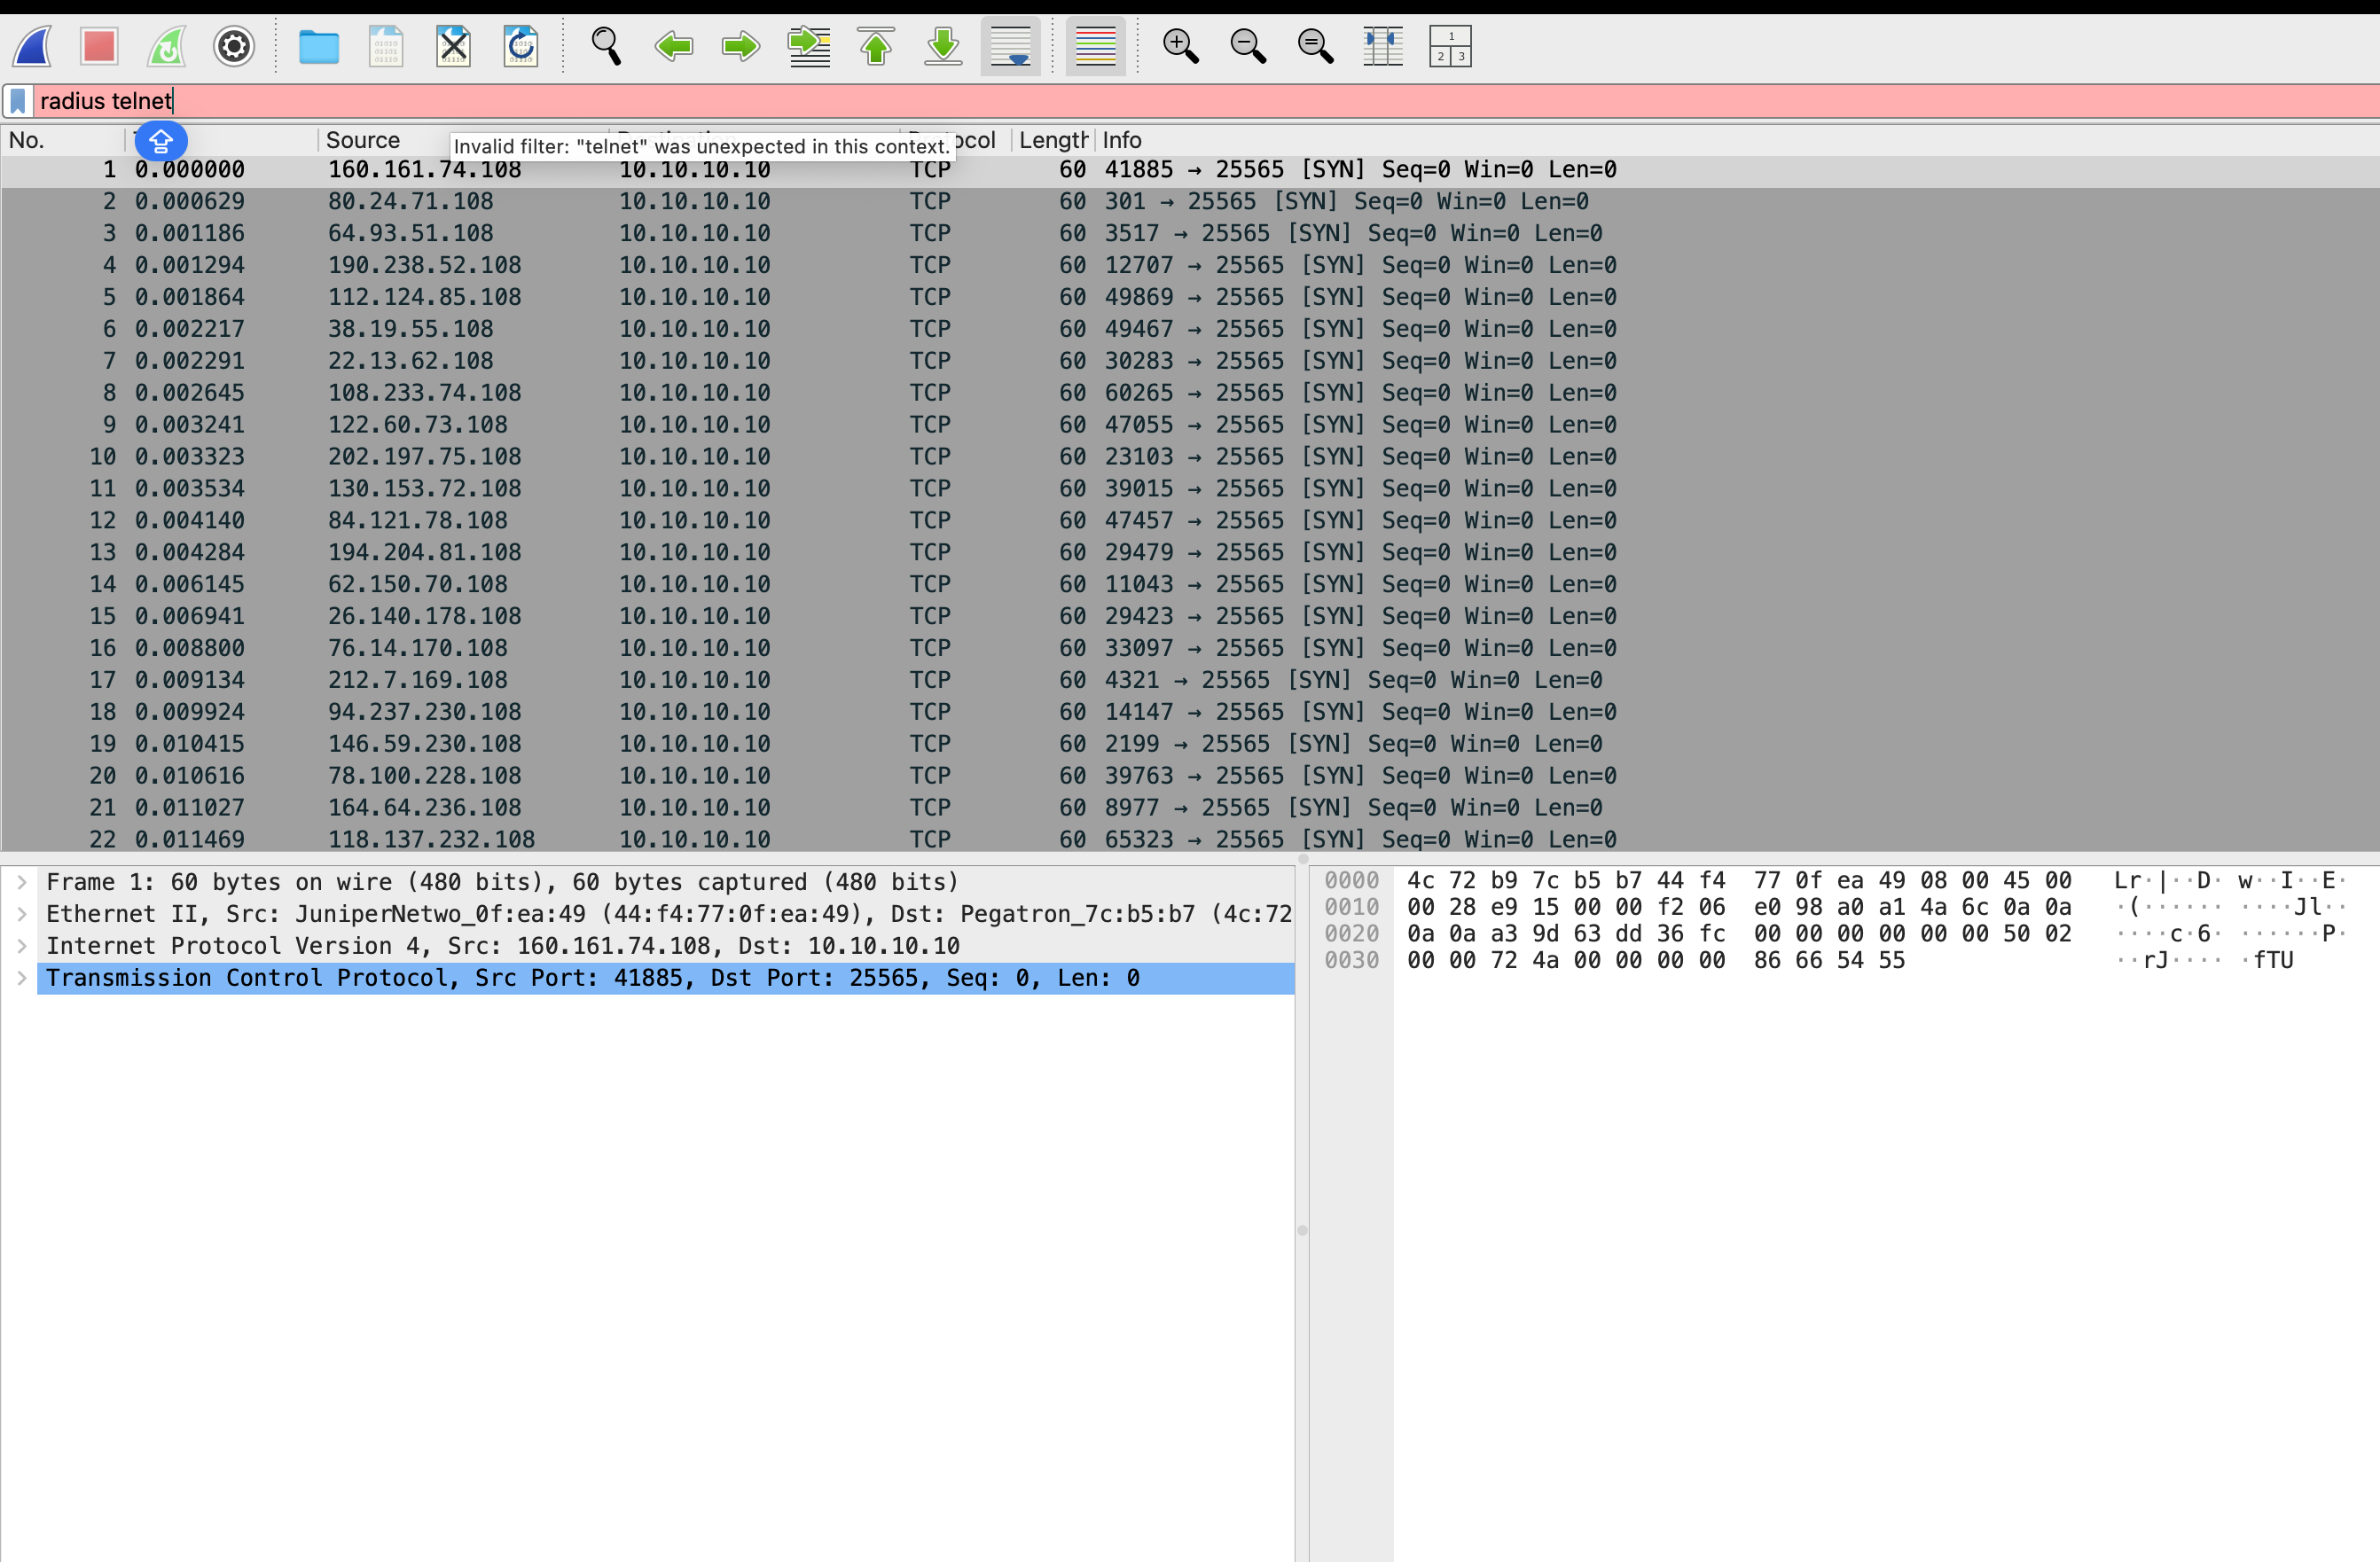 radius telnet
No. Source Length Info
Invalid filter: "telnet" was unexpected in this context.
1 0.000000 160.161.74.108 10.10.10.10 TCP 60 41885 → 25565 [SYN] Seq=0 Win=0 Len=0
2 0.000629 80.24.71.108 10.10.10.10 TCP 60 301 → 25565 [SYN] Seq=0 Win=0 Len=0
3 0.001186 64.93.51.108 10.10.10.10 TCP 60 3517 → 25565 [SYN] Seq=0 Win=0 Len=0
4 0.001294 190.238.52.108 10.10.10.10 TCP 60 12707 → 25565 [SYN] Seq=0 Win=0 Len=0
5 0.001864 112.124.85.108 10.10.10.10 TCP 60 49869 → 25565 [SYN] Seq=0 Win=0 Len=0
6 0.002217 38.19.55.108 10.10.10.10 TCP 60 49467 → 25565 [SYN] Seq=0 Win=0 Len=0
7 0.002291 22.13.62.108 10.10.10.10 TCP 60 30283 → 25565 [SYN] Seq=0 Win=0 Len=0
8 0.002645 108.233.74.108 10.10.10.10 TCP 60 60265 → 25565 [SYN] Seq=0 Win=0 Len=0
9 0.003241 122.60.73.108 10.10.10.10 TCP 60 47055 → 25565 [SYN] Seq=0 Win=0 Len=0
10 0.003323 202.197.75.108 10.10.10.10 TCP 60 23103 → 25565 [SYN] Seq=0 Win=0 Len=0
11 0.003534 130.153.72.108 10.10.10.10 TCP 60 39015 → 25565 [SYN] Seq=0 Win=0 Len=0
12 0.004140 84.121.78.108 10.10.10.10 TCP 60 47457 → 25565 [SYN] Seq=0 Win=0 Len=0
13 0.004284 194.204.81.108 10.10.10.10 TCP 60 29479 → 25565 [SYN] Seq=0 Win=0 Len=0
14 0.006145 62.150.70.108 10.10.10.10 TCP 60 11043 → 25565 [SYN] Seq=0 Win=0 Len=0
15 0.006941 26.140.178.108 10.10.10.10 TCP 60 29423 → 25565 [SYN] Seq=0 Win=0 Len=0
16 0.008800 76.14.170.108 10.10.10.10 TCP 60 33097 → 25565 [SYN] Seq=0 Win=0 Len=0
17 0.009134 212.7.169.108 10.10.10.10 TCP 60 4321 → 25565 [SYN] Seq=0 Win=0 Len=0
18 0.009924 94.237.230.108 10.10.10.10 TCP 60 14147 → 25565 [SYN] Seq=0 Win=0 Len=0
19 0.010415 146.59.230.108 10.10.10.10 TCP 60 2199 → 25565 [SYN] Seq=0 Win=0 Len=0
20 0.010616 78.100.228.108 10.10.10.10 TCP 60 39763 → 25565 [SYN] Seq=0 Win=0 Len=0
21 0.011027 164.64.236.108 10.10.10.10 TCP 60 8977 → 25565 [SYN] Seq=0 Win=0 Len=0
22 0.011469 118.137.232.108 10.10.10.10 TCP 60 65323 → 25565 [SYN] Seq=0 Win=0 Len=0
Frame 1: 60 bytes on wire (480 bits), 60 bytes captured (480 bits)
Ethernet II, Src: JuniperNetwo_0f:ea:49 (44:f4:77:0f:ea:49), Dst: Pegatron_7c:b5:b7 (4c:72
Internet Protocol Version 4, Src: 160.161.74.108, Dst: 10.10.10.10
Transmission Control Protocol, Src Port: 41885, Dst Port: 25565, Seq: 0, Len: 0
0000 4c 72 b9 7c b5 b7 44 f4 77 0f ea 49 08 00 45 00 Lr·|··D· w··I··E·
0010 00 28 e9 15 00 00 f2 06 e0 98 a0 a1 4a 6c 0a 0a ·(······ ····Jl··
0020 0a 0a a3 9d 63 dd 36 fc 00 00 00 00 00 00 50 02 ····c·6· ······P·
0030 00 00 72 4a 00 00 00 00 86 66 54 55 ··rJ···· ·fTU